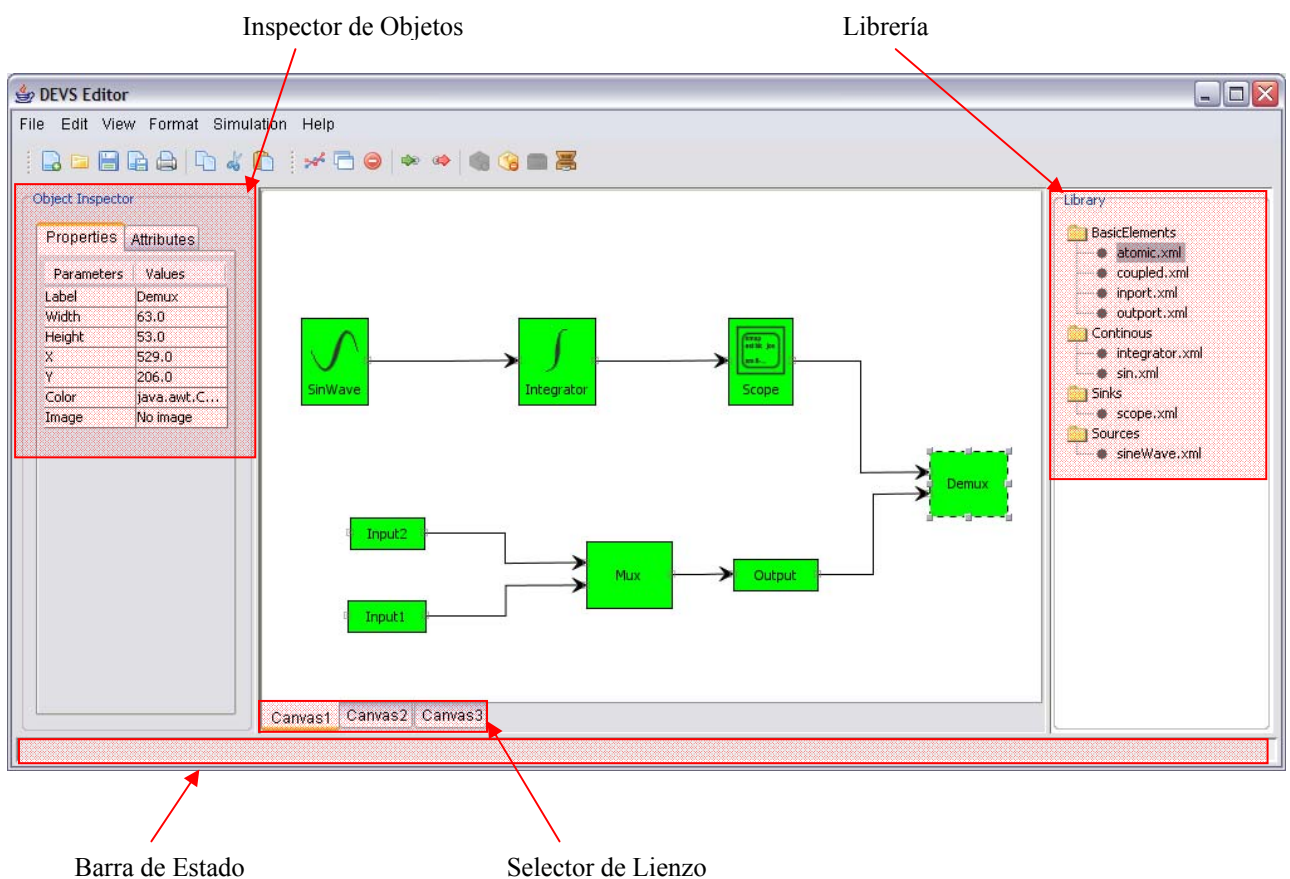 Inspector de Objetos
Librería
DEVS Editor
File Edit View Format Simulation Help
Object Inspector
Properties Attributes
Parameters Values
Label Demux
Width 63.0
Height 53.0
X 529.0
Y 206.0
Color java.awt.C...
Image No image
SinWave
Integrator
Scope
Demux
Input2
Mux
Output
Input1
Canvas1 Canvas2 Canvas3
Library
BasicElements
atomic.xml
coupled.xml
inport.xml
outport.xml
Continous
integrator.xml
sin.xml
Sinks
scope.xml
Sources
sineWave.xml
Barra de Estado
Selector de Lienzo